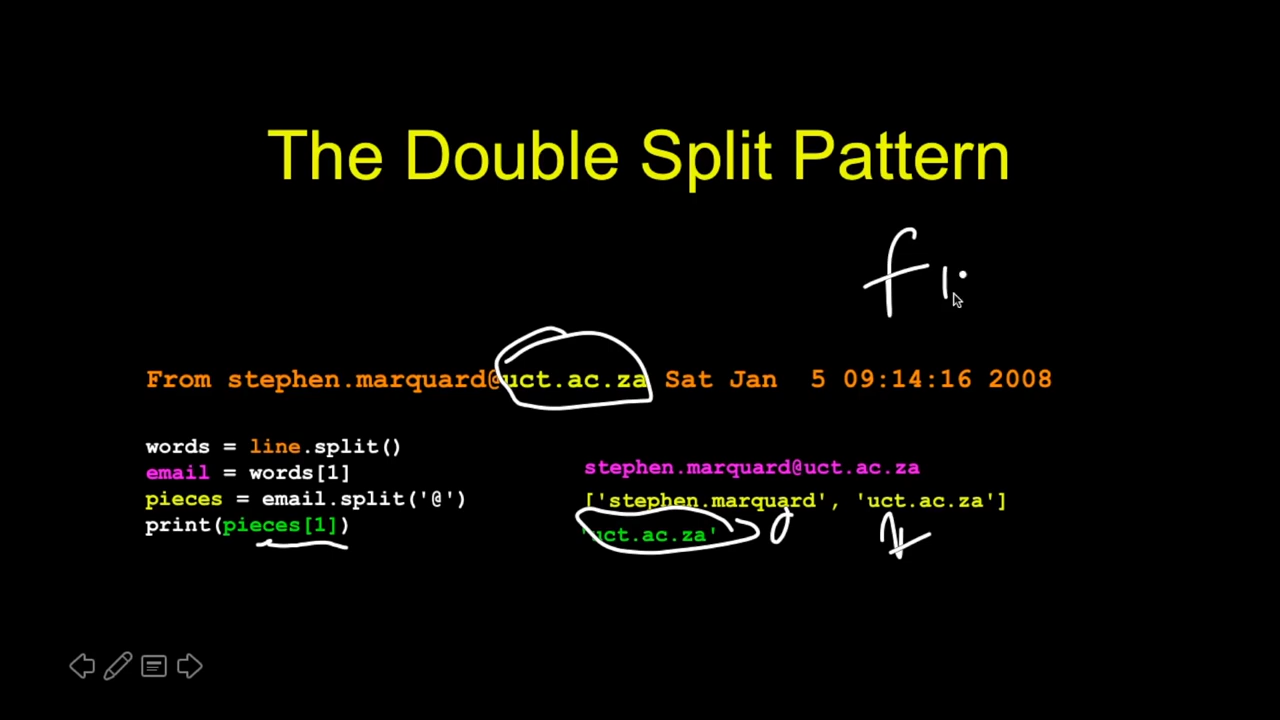 The Double Split Pattern
fi
From stephen.marquard@uct.ac.za Sat Jan  5 09:14:16 2008
words = line.split()
email = words[1]
pieces = email.split('@')
print(pieces[1])
stephen.marquard@uct.ac.za
['stephen.marquard', 'uct.ac.za']
'uct.ac.za'
0